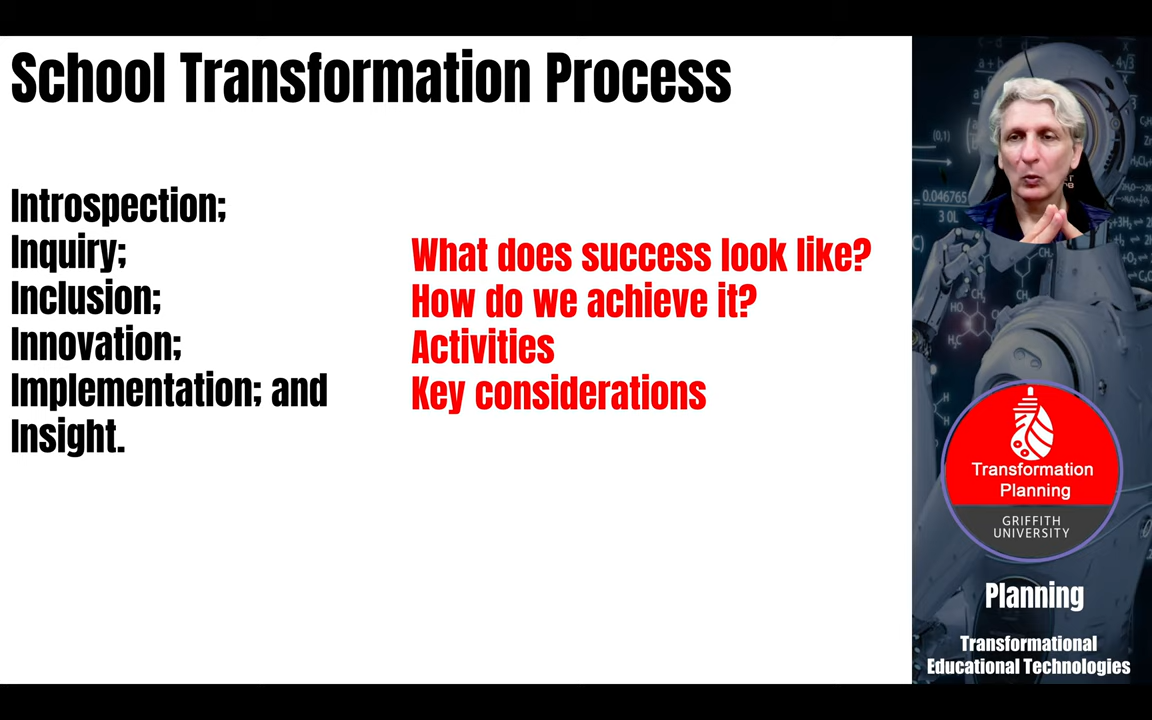 School Transformation Process
Introspection;
Inquiry;
Inclusion;
Innovation;
Implementation; and
Insight.
What does success look like?
How do we achieve it?
Activities
Key considerations
Transformation
Planning
GRIFFITH
UNIVERSITY
Planning
Transformational
Educational Technologies